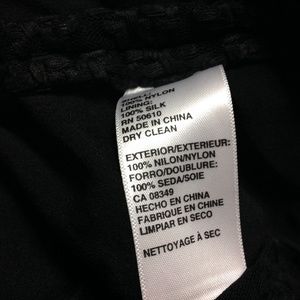 100% NYLON
LINING:
100% SILK
RN 50610
MADE IN CHINA
DRY CLEAN
EXTERIOR/EXTERIEUR:
100% NILON/NYLON
FORRO/DOUBLURE:
100% SEDA/SOIE
CA 08349
HECHO EN CHINA
FABRIQUE EN CHINE
LIMPIAR EN SECO
NETTOYAGE À SEC